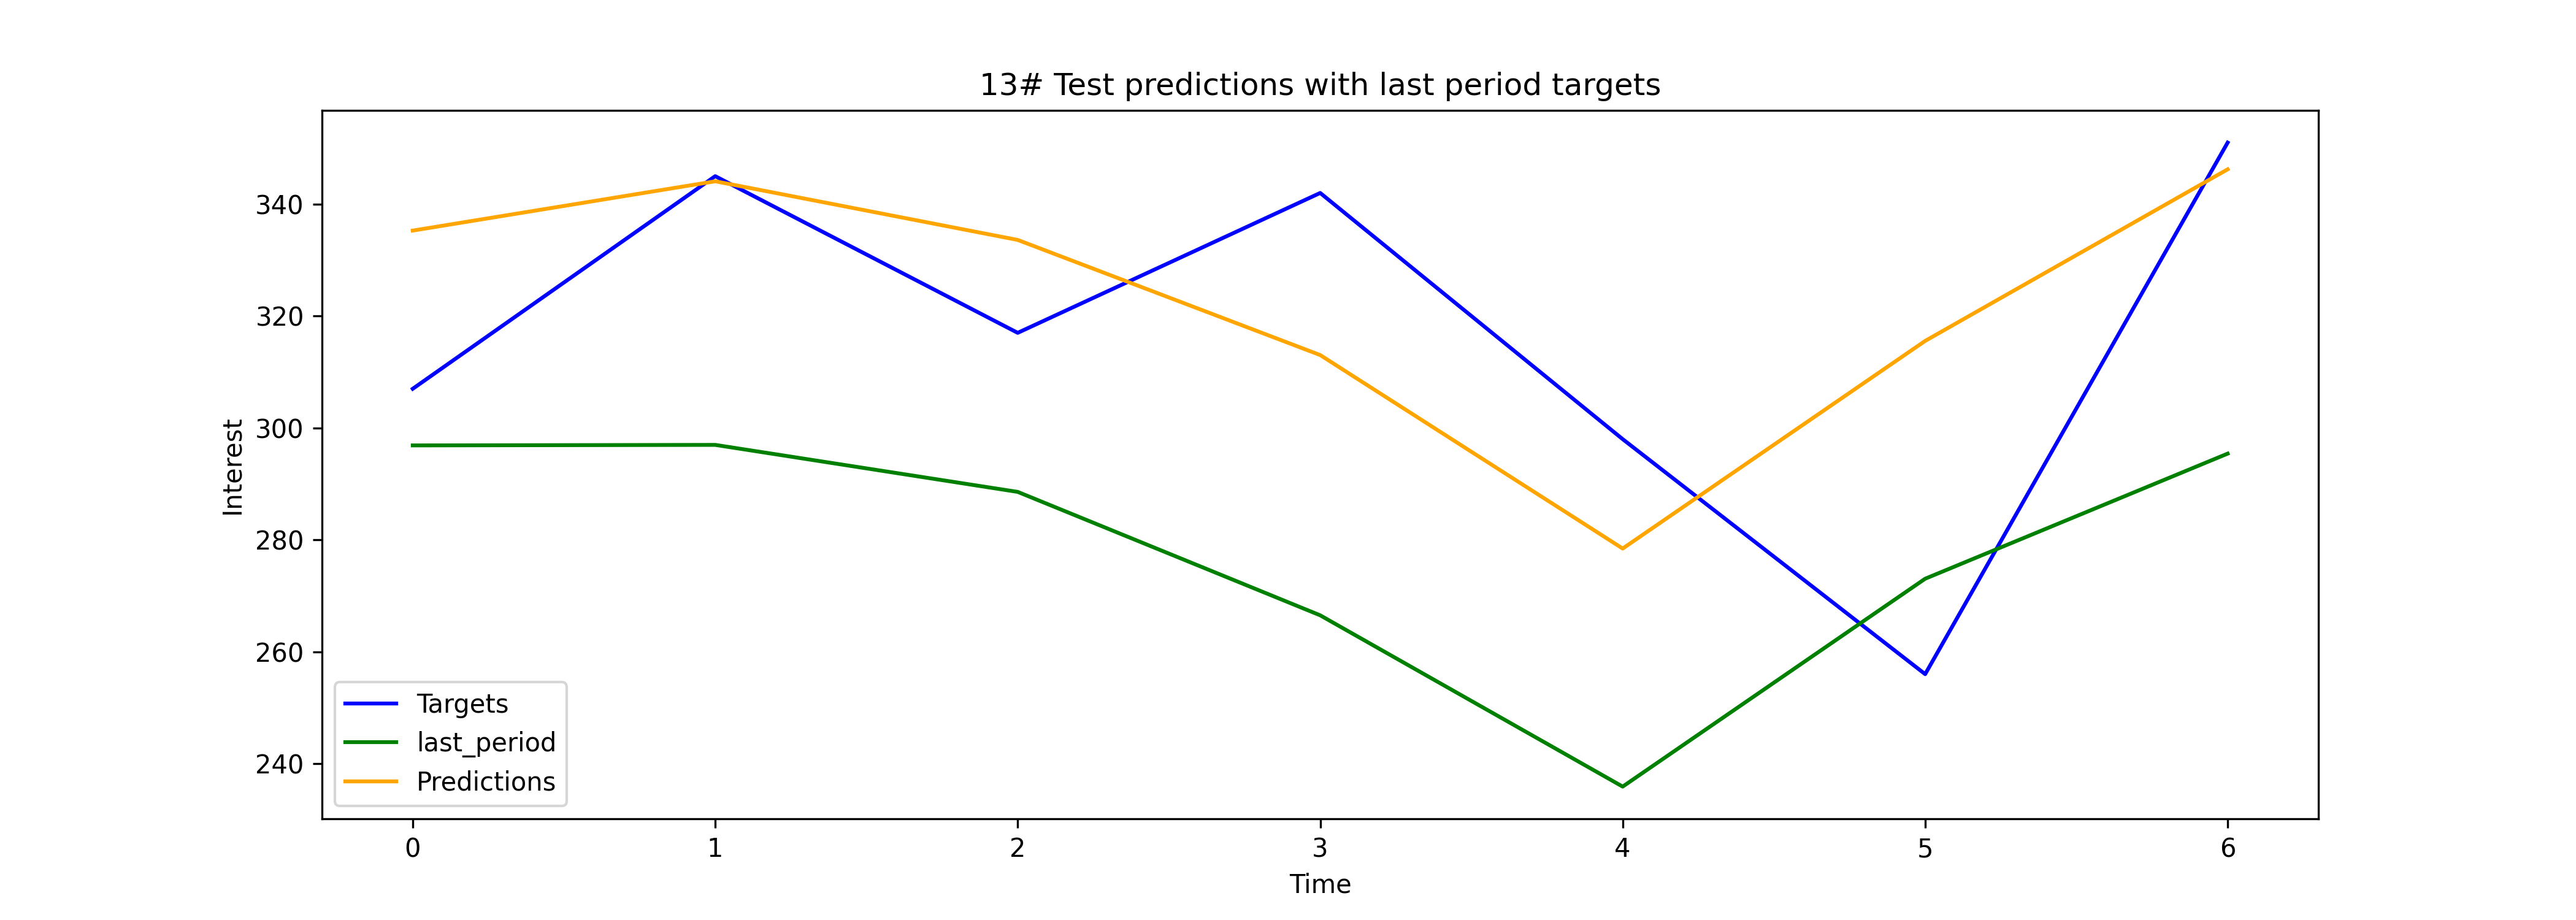 13# Test predictions with last period targets
Interest
340
320
300
280
260
240
Targets
last_period
Predictions
0 1 2 3 4 5 6
Time